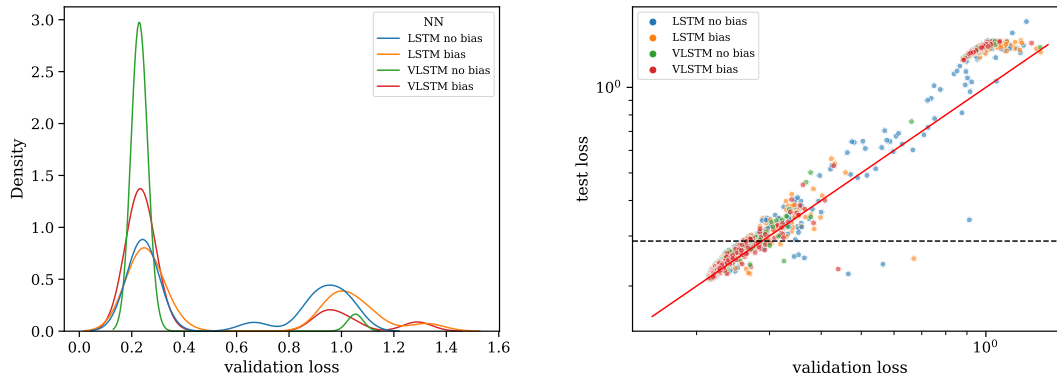 3.0
2.5
2.0
1.5
1.0
0.5
0.0
Density
0.0 0.2 0.4 0.6 0.8 1.0 1.2 1.4 1.6
validation loss
NN
LSTM no bias
LSTM bias
VLSTM no bias
VLSTM bias
LSTM no bias
LSTM bias
VLSTM no bias
VLSTM bias
10⁰
test loss
10⁰
validation loss